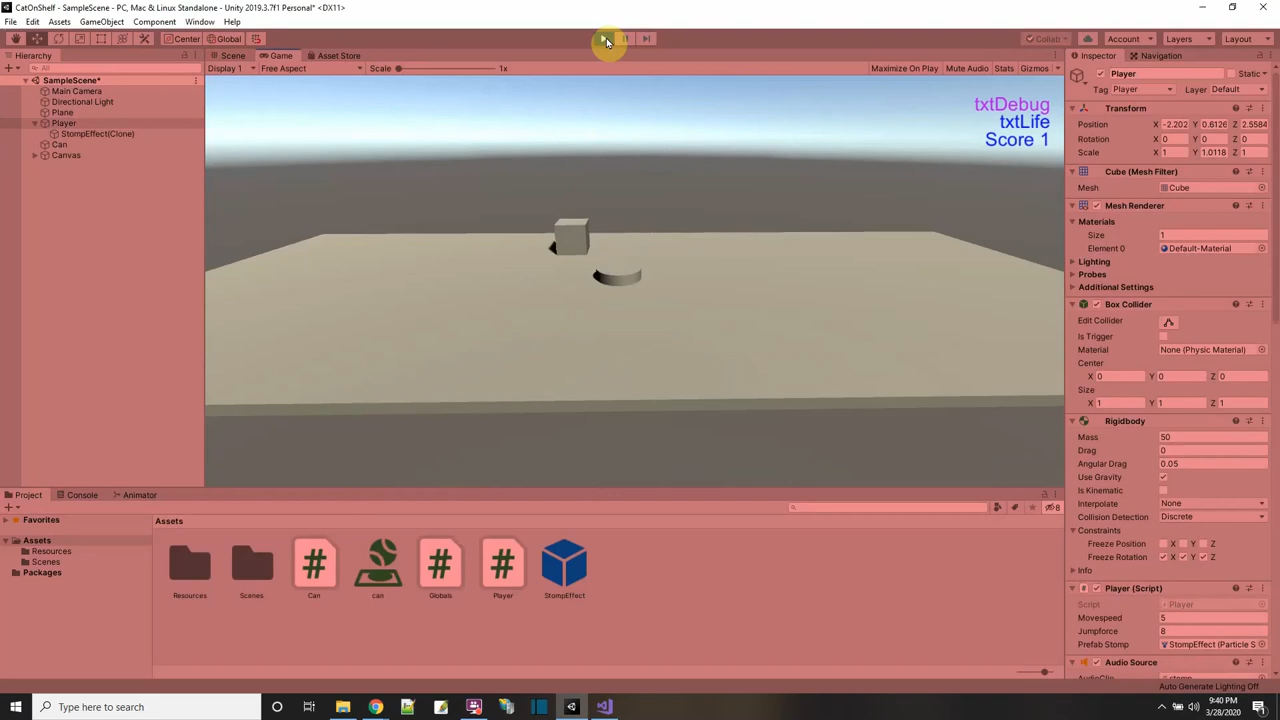 CatOnShelf - SampleScene - PC, Mac & Linux Standalone - Unity 2019.3.7f1 Personal* <DX11>
File Edit Assets GameObject Component Window Help
Center Global Collab Account Layers Layout
Hierarchy
All
SampleScene*
Main Camera
Directional Light
Plane
Player
StompEffect(Clone)
Can
Canvas
Scene Game Asset Store
Display 1 Free Aspect Scale 1x Maximize On Play Mute Audio Stats Gizmos
txtDebug
txtLife
Score 1
Inspector Navigation
Player Static
Tag Player Layer Default
Transform
Position X -2.202 Y 0.6126 Z 2.5584
Rotation X 0 Y 0 Z 0
Scale X 1 Y 1.0118 Z 1
Cube (Mesh Filter)
Mesh Cube
Mesh Renderer
Materials
Size 1
Element 0 Default-Material
Lighting
Probes
Additional Settings
Box Collider
Edit Collider
Is Trigger
Material None (Physic Material)
Center
X 0 Y 0 Z 0
Size
X 1 Y 1 Z 1
Rigidbody
Mass 50
Drag 0
Angular Drag 0.05
Use Gravity
Is Kinematic
Interpolate None
Collision Detection Discrete
Constraints
Freeze Position X Y Z
Freeze Rotation X Y Z
Info
Player (Script)
Script Player
Movespeed 5
Jumpforce 8
Prefab Stomp StompEffect (Particle S
Audio Source
Auto Generate Lighting Off
Project Console Animator
8
Favorites
Assets
Resources
Scenes
Packages
Assets
Resources Scenes Can can Globals Player StompEffect
Type here to search
9:40 PM
3/28/2020